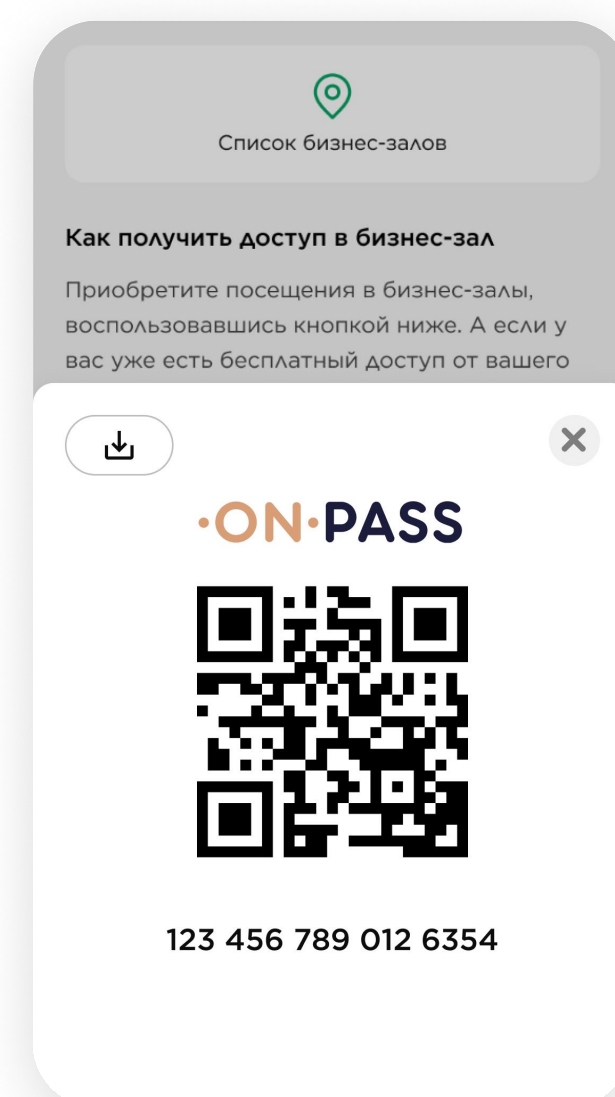 Список бизнес-залов
Как получить доступ в бизнес-зал
Приобретите посещения в бизнес-залы,
воспользовавшись кнопкой ниже. А если у
вас уже есть бесплатный доступ от вашего
·ON·PASS
123 456 789 012 6354